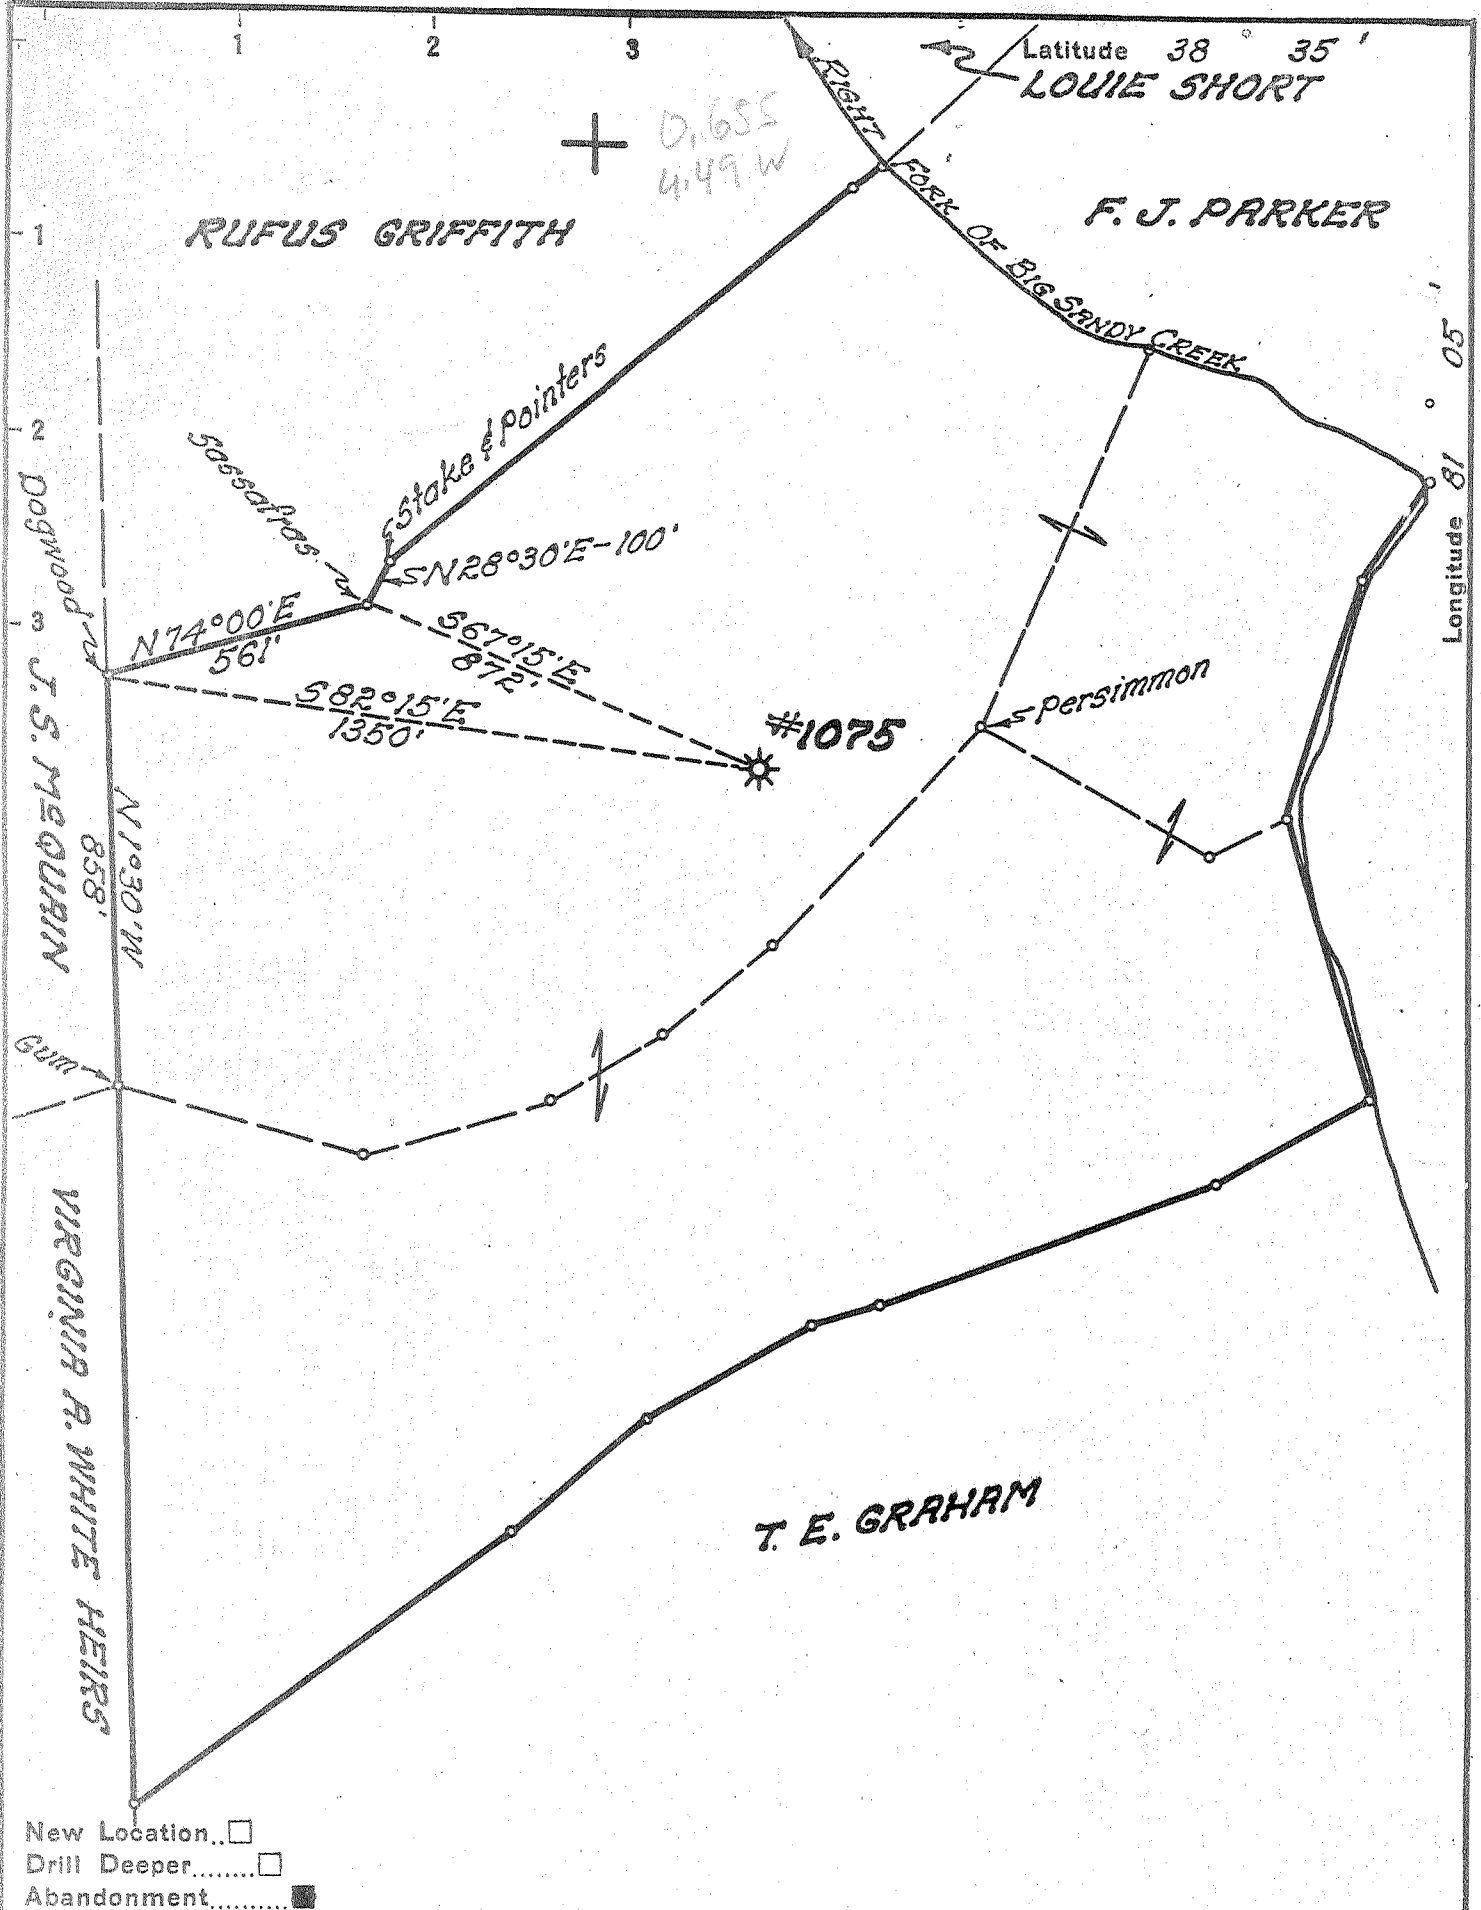 1 2 3
Latitude 38° 35'
LOUIE SHORT
0.655
4.49 W
RIGHT FORK OF BIG SANDY CREEK
F. J. PARKER
1
RUFUS GRIFFITH
Longitude 81° 05'
2
Stake & Pointers
Sassafras
N28°30'E-100'
Dogwood
3
N74°00'E
561'
S67°15'E
872'
S82°15'E
1350'
#1075
Persimmon
J. S. McQUAIN
N1°30'W
858'
Gum
VIRGINIA A. WHITE HEIRS
T. E. GRAHAM
New Location..☐
Drill Deeper........☐
Abandonment..........■